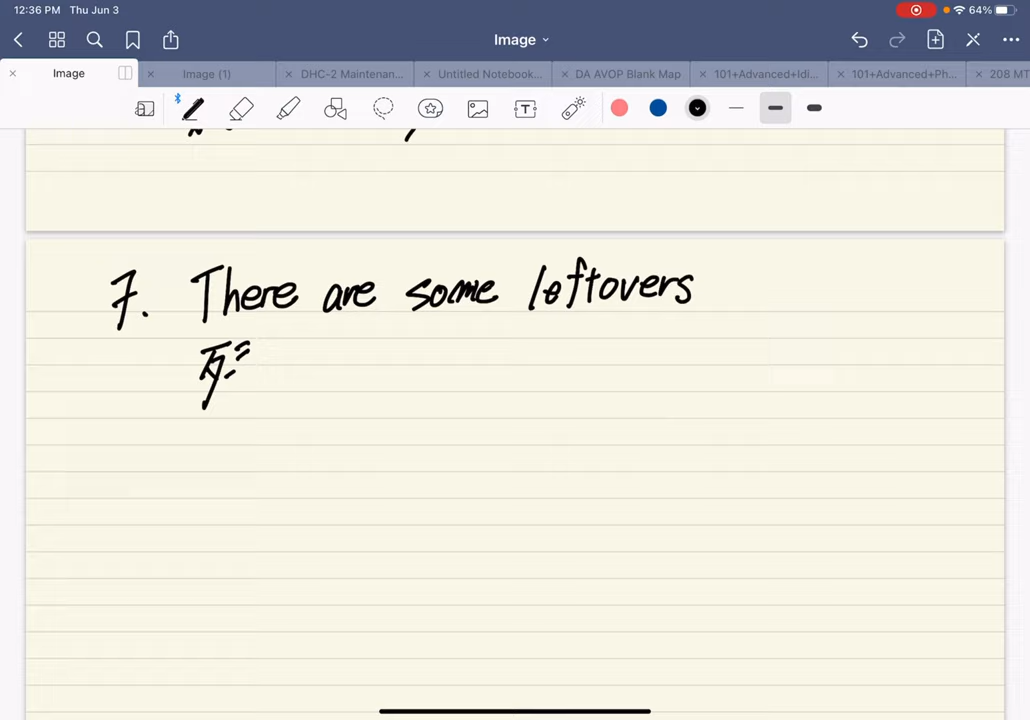 12:36 PM Thu Jun 3
64%
Image
Image
Image (1)
DHC-2 Maintenan...
Untitled Notebook...
DA AVOP Blank Map
101+Advanced+Idi...
101+Advanced+Ph...
208 MT
T
7. There are some leftovers